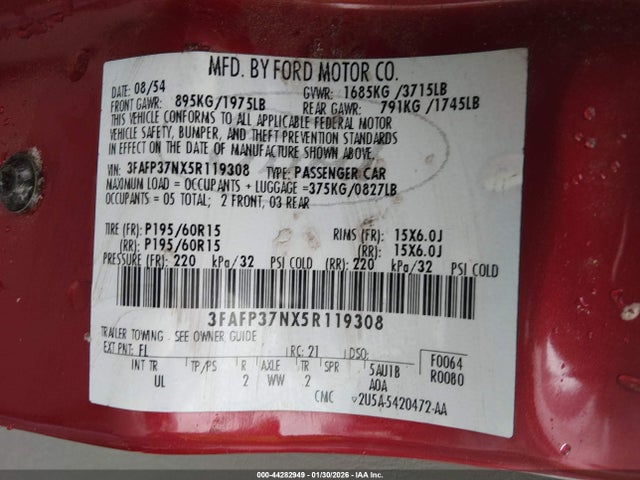 MFD. BY FORD MOTOR CO.
DATE: 08/54 GVWR: 1685KG /3715LB
FRONT GAWR: 895KG/1975LB REAR GAWR: 791KG/1745LB
THIS VEHICLE CONFORMS TO ALL APPLICABLE FEDERAL MOTOR
VEHICLE SAFETY, BUMPER, AND THEFT PREVENTION STANDARDS
IN EFFECT ON THE DATE OF MANUFACTURE SHOWN ABOVE.
VIN: 3FAFP37NX5R119308 TYPE: PASSENGER CAR
MAXIMUM LOAD = OCCUPANTS + LUGGAGE =375KG/0827LB
OCCUPANTS = 05 TOTAL; 2 FRONT, 03 REAR
TIRE (FR): P195/60R15 RIMS (FR): 15X6.0J
(RR): P195/60R15 (RR): 15X6.0J
PRESSURE (FR): 220 kPa/32 PSI COLD (RR): 220 kPa/32 PSI COLD
3FAFP37NX5R119308
TRAILER TOWING - SEE OWNER GUIDE
EXT PNT: FL RC: 21 DSO: F0064
INT TR TP/PS R AXLE TR SPR 5AU1B R0080
UL 2 WW 2 A0A
CMC ▽2U5A-5420472-AA
000-44282949 - 01/30/2026 - IAA Inc.